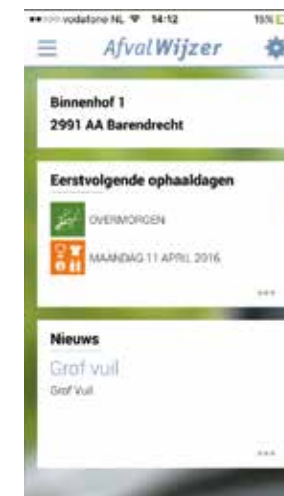 vodafone NL 14:12 15%
AfvalWijzer
Binnenhof 1
2991 AA Barendrecht
Eerstvolgende ophaaldagen
OVERMORGEN
MAANDAG 11 APRIL 2016
Nieuws
Grof vuil
Grof Vuil